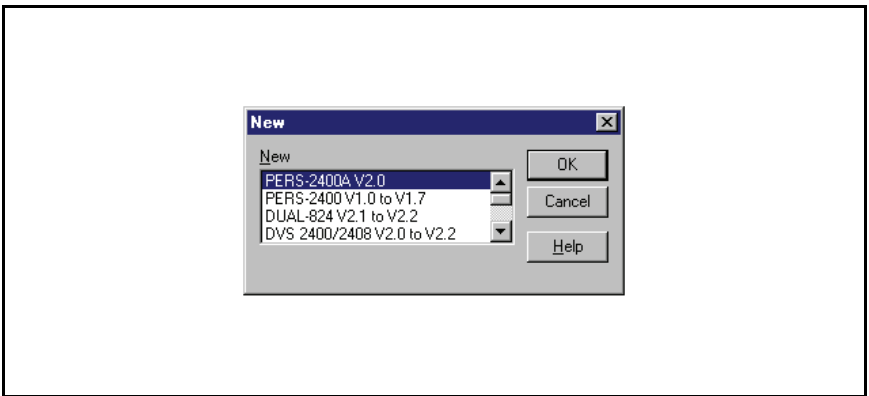 New
New
PERS-2400A V2.0
PERS-2400 V1.0 to V1.7
DUAL-824 V2.1 to V2.2
DVS 2400/2408 V2.0 to V2.2
OK
Cancel
Help